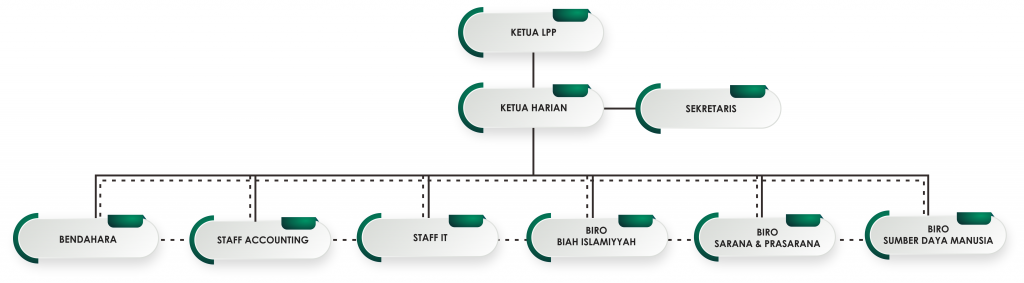 KETUA LPP
KETUA HARIAN
SEKRETARIS
BENDAHARA
STAFF ACCOUNTING
STAFF IT
BIRO
BIAH ISLAMIYYAH
BIRO
SARANA & PRASARANA
BIRO
SUMBER DAYA MANUSIA